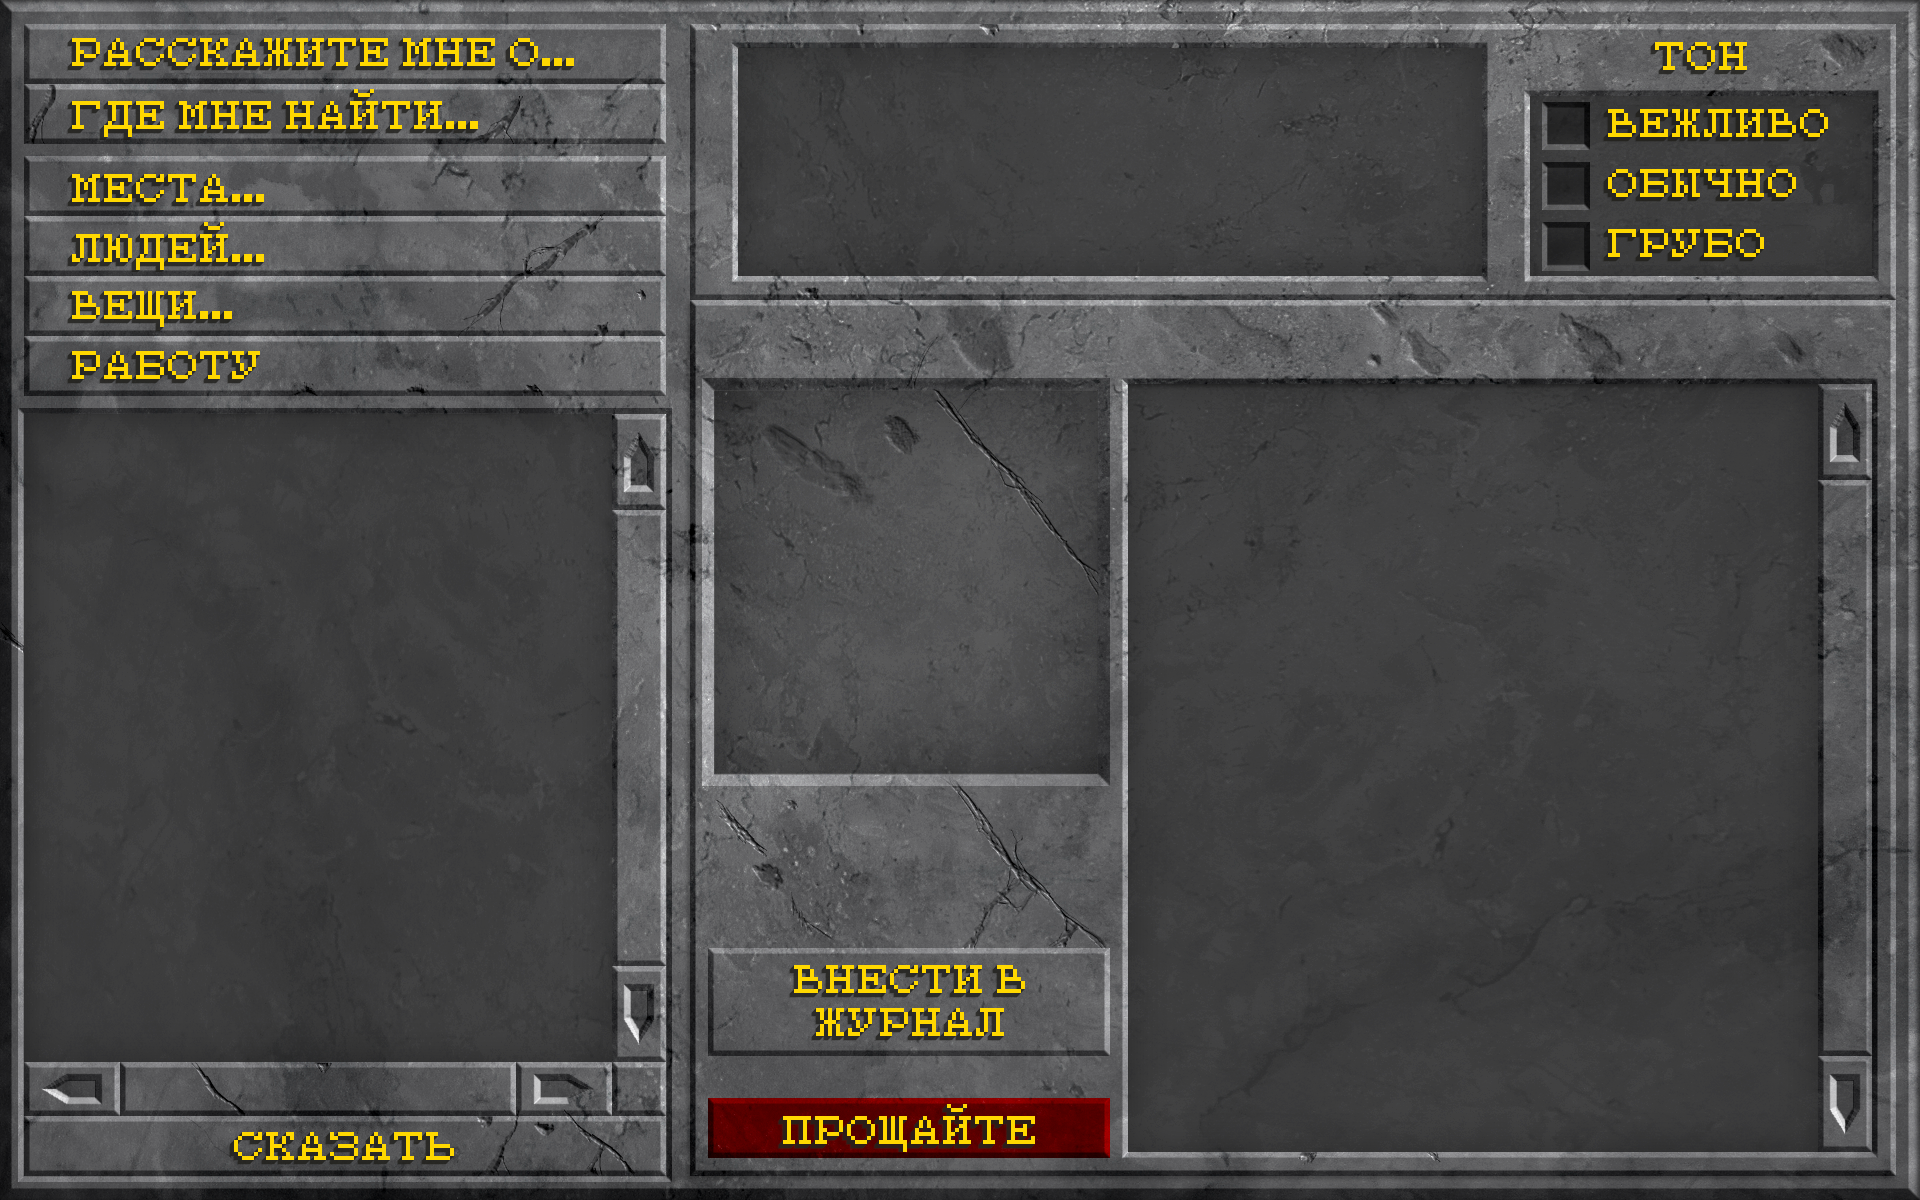 РАССКАЖИТЕ МНЕ О...
ГДЕ МНЕ НАЙТИ...
МЕСТА...
ЛЮДЕЙ...
ВЕЩИ...
РАБОТУ
СКАЗАТЬ
ТОН
ВЕЖЛИВО
ОБЫЧНО
ГРУБО
ВНЕСТИ В
ЖУРНАЛ
ПРОЩАЙТЕ